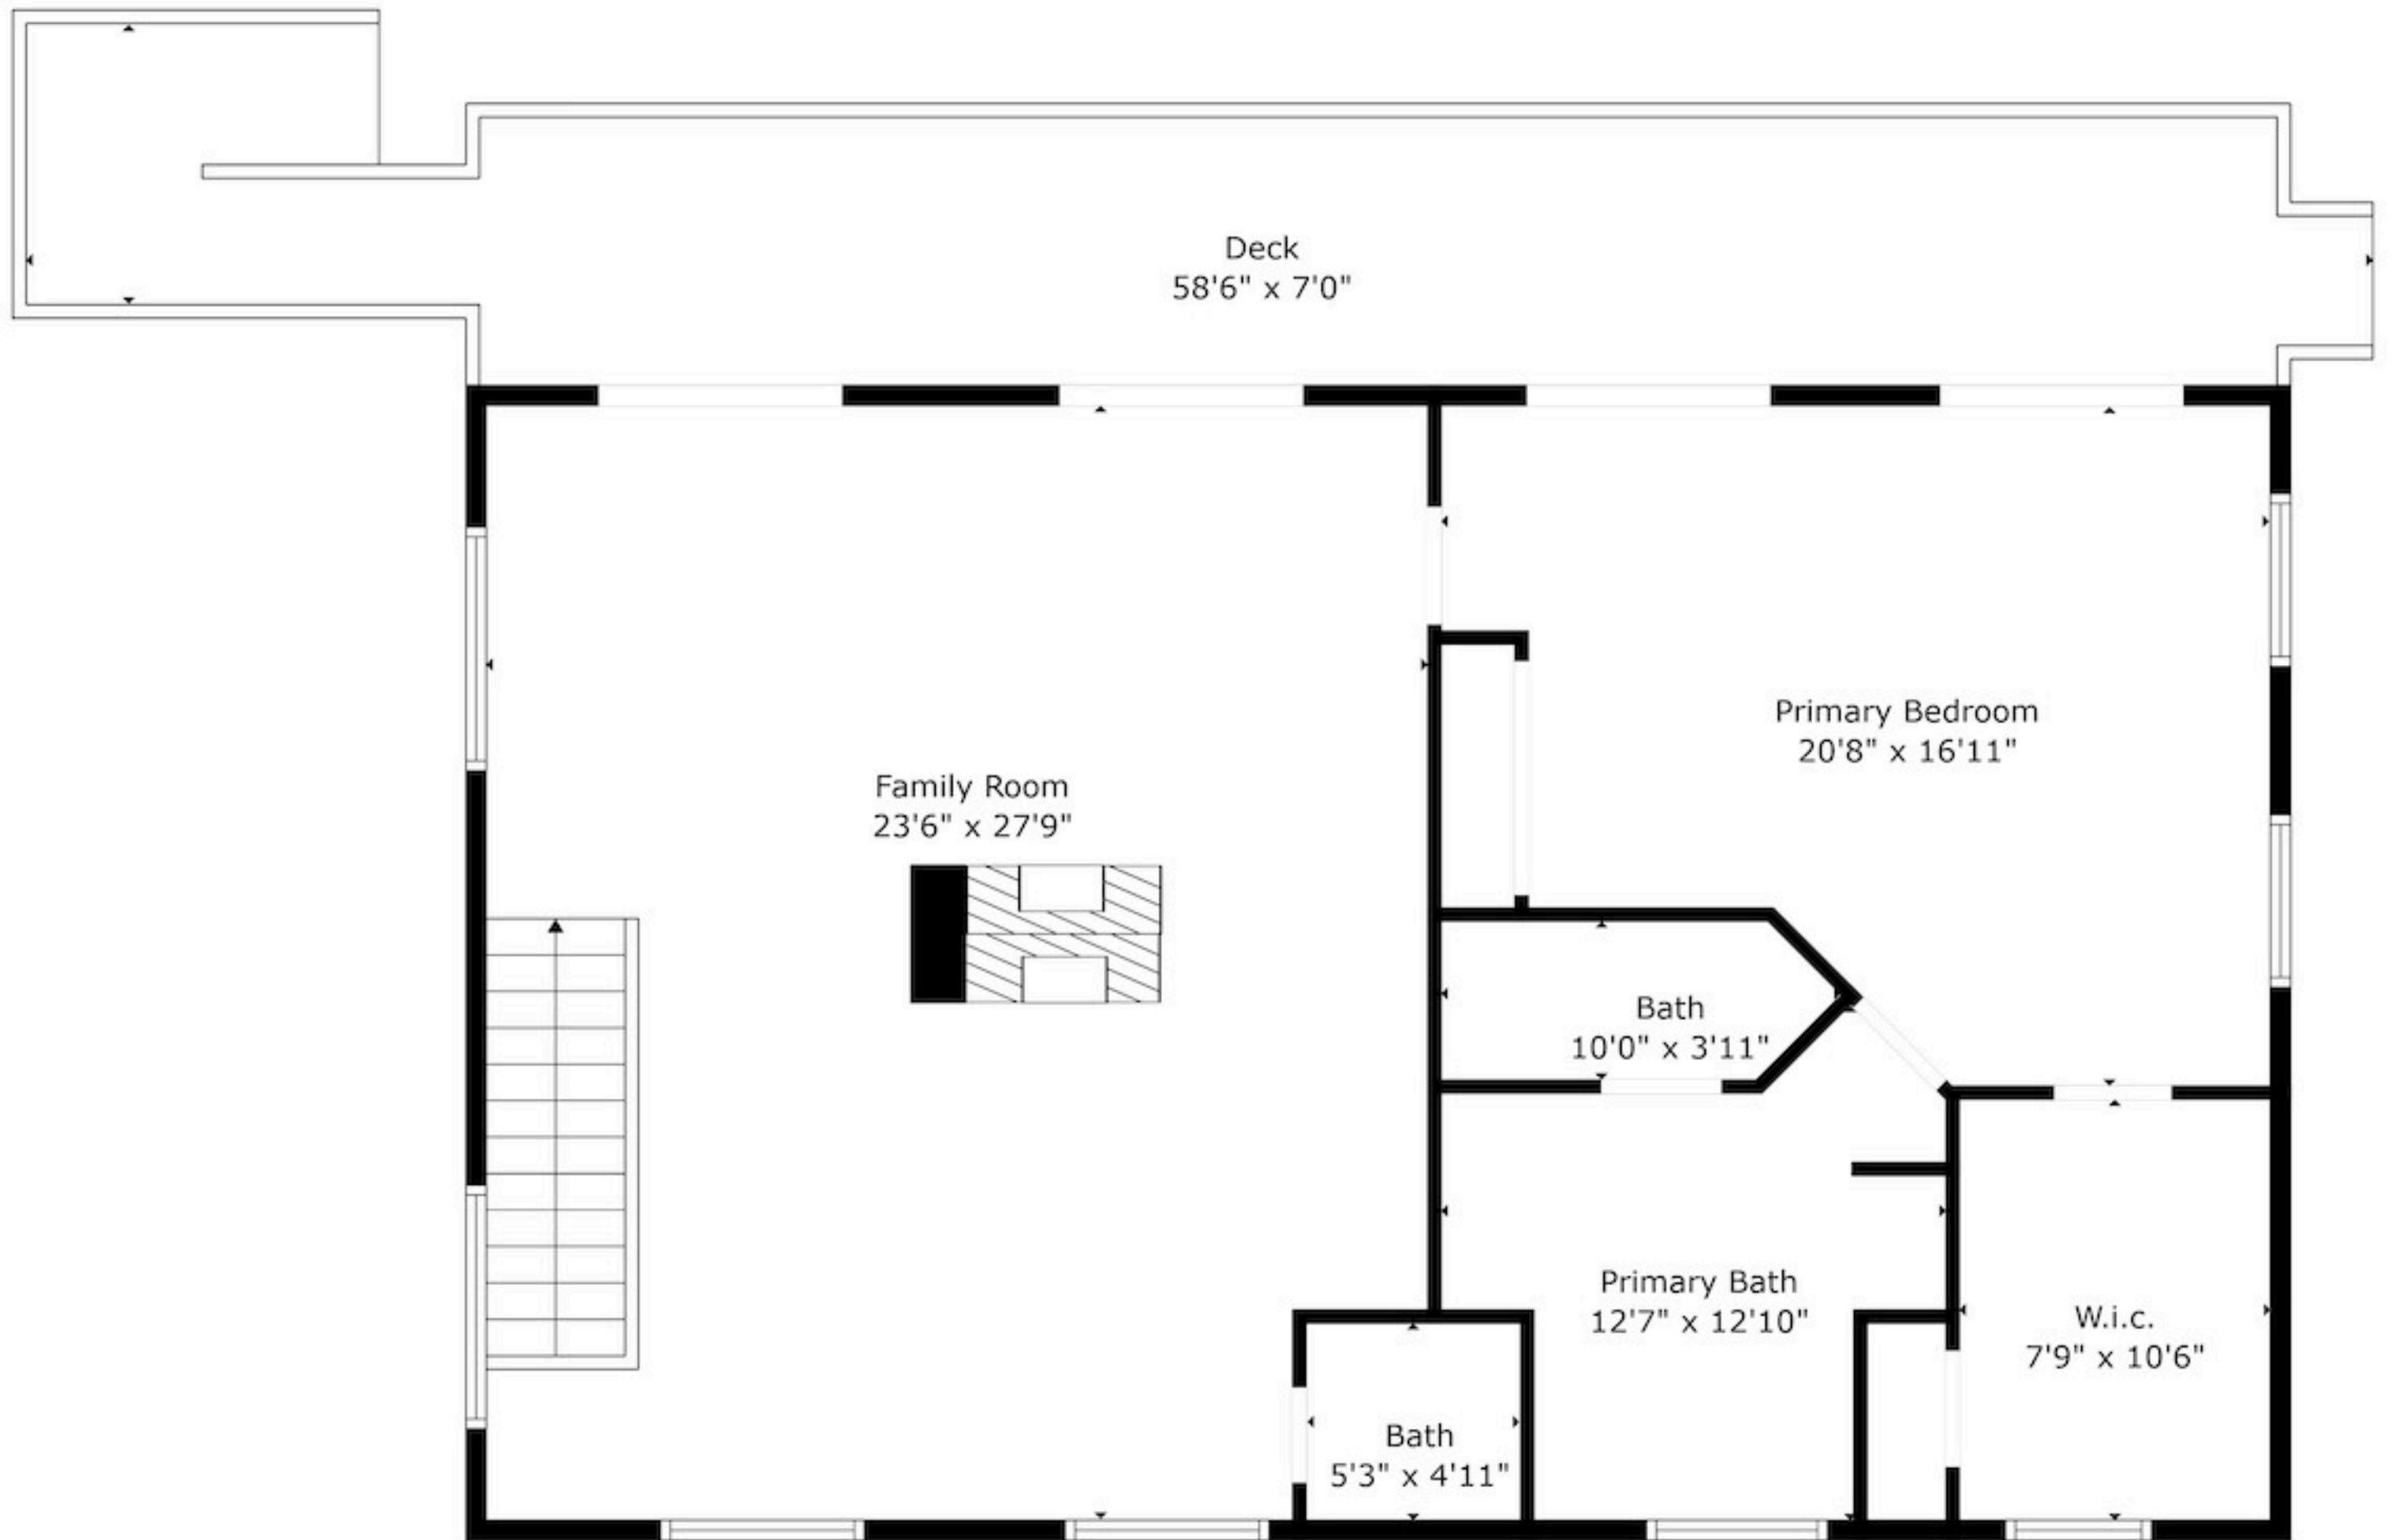 Deck
58'6" x 7'0"
Primary Bedroom
20'8" x 16'11"
Family Room
23'6" x 27'9"
Bath
10'0" x 3'11"
Primary Bath
12'7" x 12'10"
W.i.c.
7'9" x 10'6"
Bath
5'3" x 4'11"